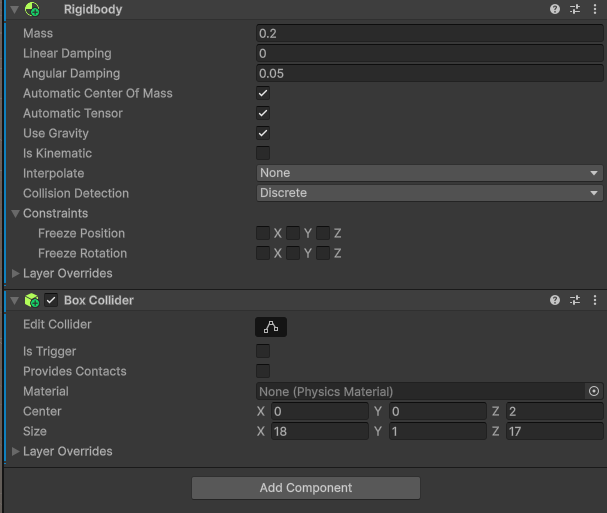 Rigidbody
Mass 0.2
Linear Damping 0
Angular Damping 0.05
Automatic Center Of Mass
Automatic Tensor
Use Gravity
Is Kinematic
Interpolate None
Collision Detection Discrete
Constraints
Freeze Position X Y Z
Freeze Rotation X Y Z
Layer Overrides
Box Collider
Edit Collider
Is Trigger
Provides Contacts
Material None (Physics Material)
Center X 0 Y 0 Z 2
Size X 18 Y 1 Z 17
Layer Overrides
Add Component